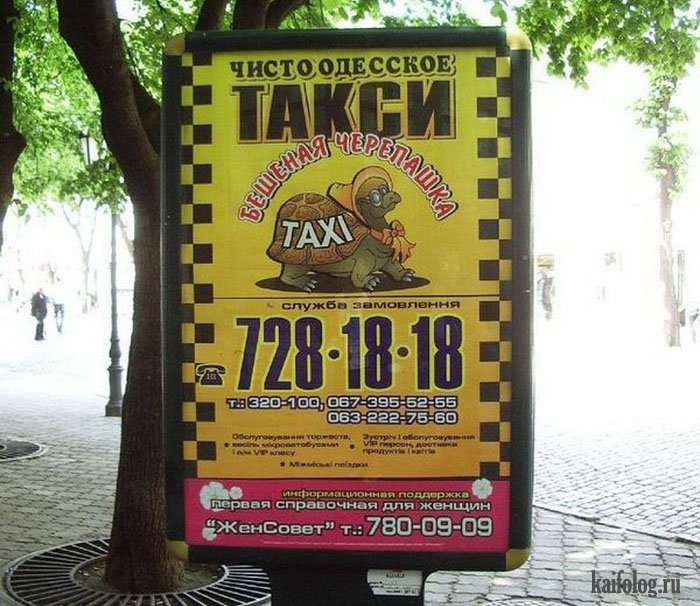 ЧИСТО ОДЕССКОЕ
ТАКСИ
БЕШЕНАЯ ЧЕРЕПАШКА
TAXI
служба замовлення
728·18·18
т.: 320-100, 067-395-52-55
063-222-75-60
Обслуговування торжеств,
• весіль мікроавтобусами
і а/м VIP класу
• Зустріч і обслуговування
VIP персон, доставка
продуктів і квітів
• Міжміські поїздки
информационная поддержка
первая справочная для женщин
"ЖенСовет" т.: 780-09-09
kaifolog.ru